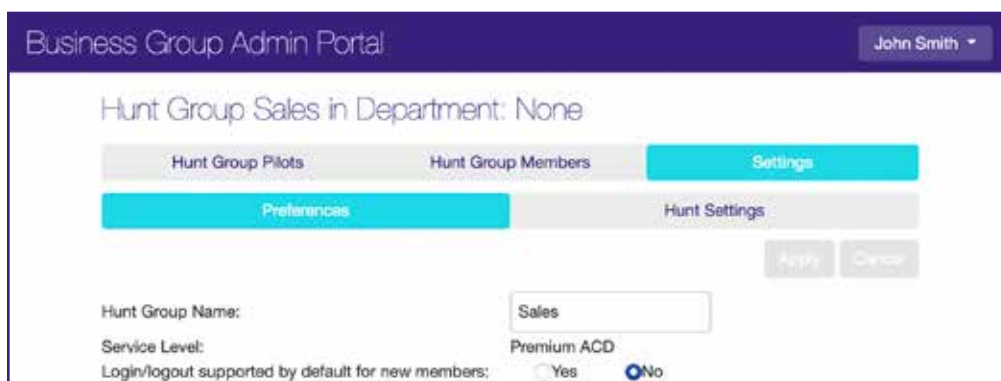 Business Group Admin Portal John Smith
Hunt Group Sales in Department: None
Hunt Group Pilots Hunt Group Members Settings
Preferences Hunt Settings
Apply Cancel
Hunt Group Name: Sales
Service Level: Premium ACD
Login/logout supported by default for new members: Yes No